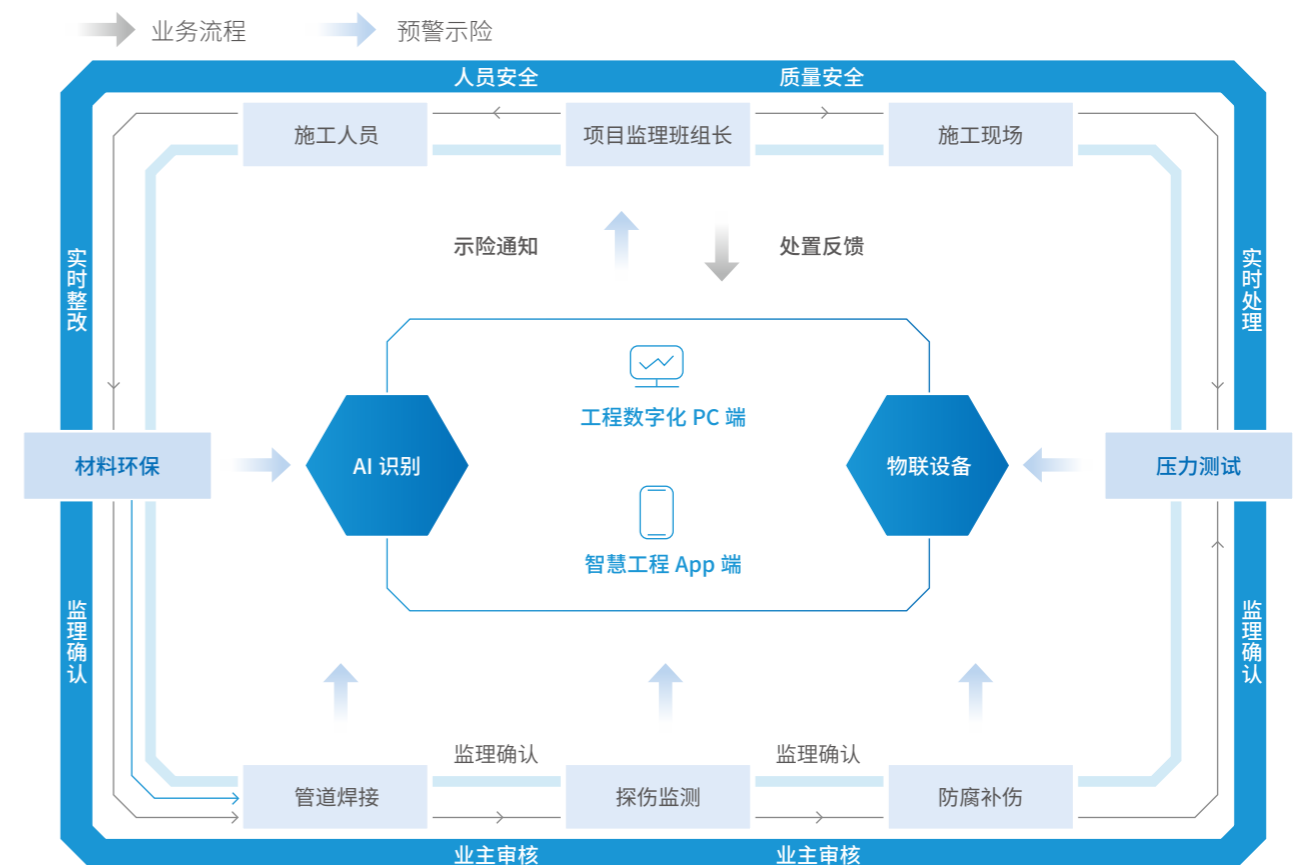 业务流程
预警示险
人员安全
质量安全
施工人员
项目监理班组长
施工现场
示险通知
处置反馈
实时整改
实时处理
工程数字化 PC 端
材料环保
AI 识别
物联设备
压力测试
智慧工程 App 端
监理确认
监理确认
监理确认
监理确认
管道焊接
探伤监测
防腐补伤
业主审核
业主审核